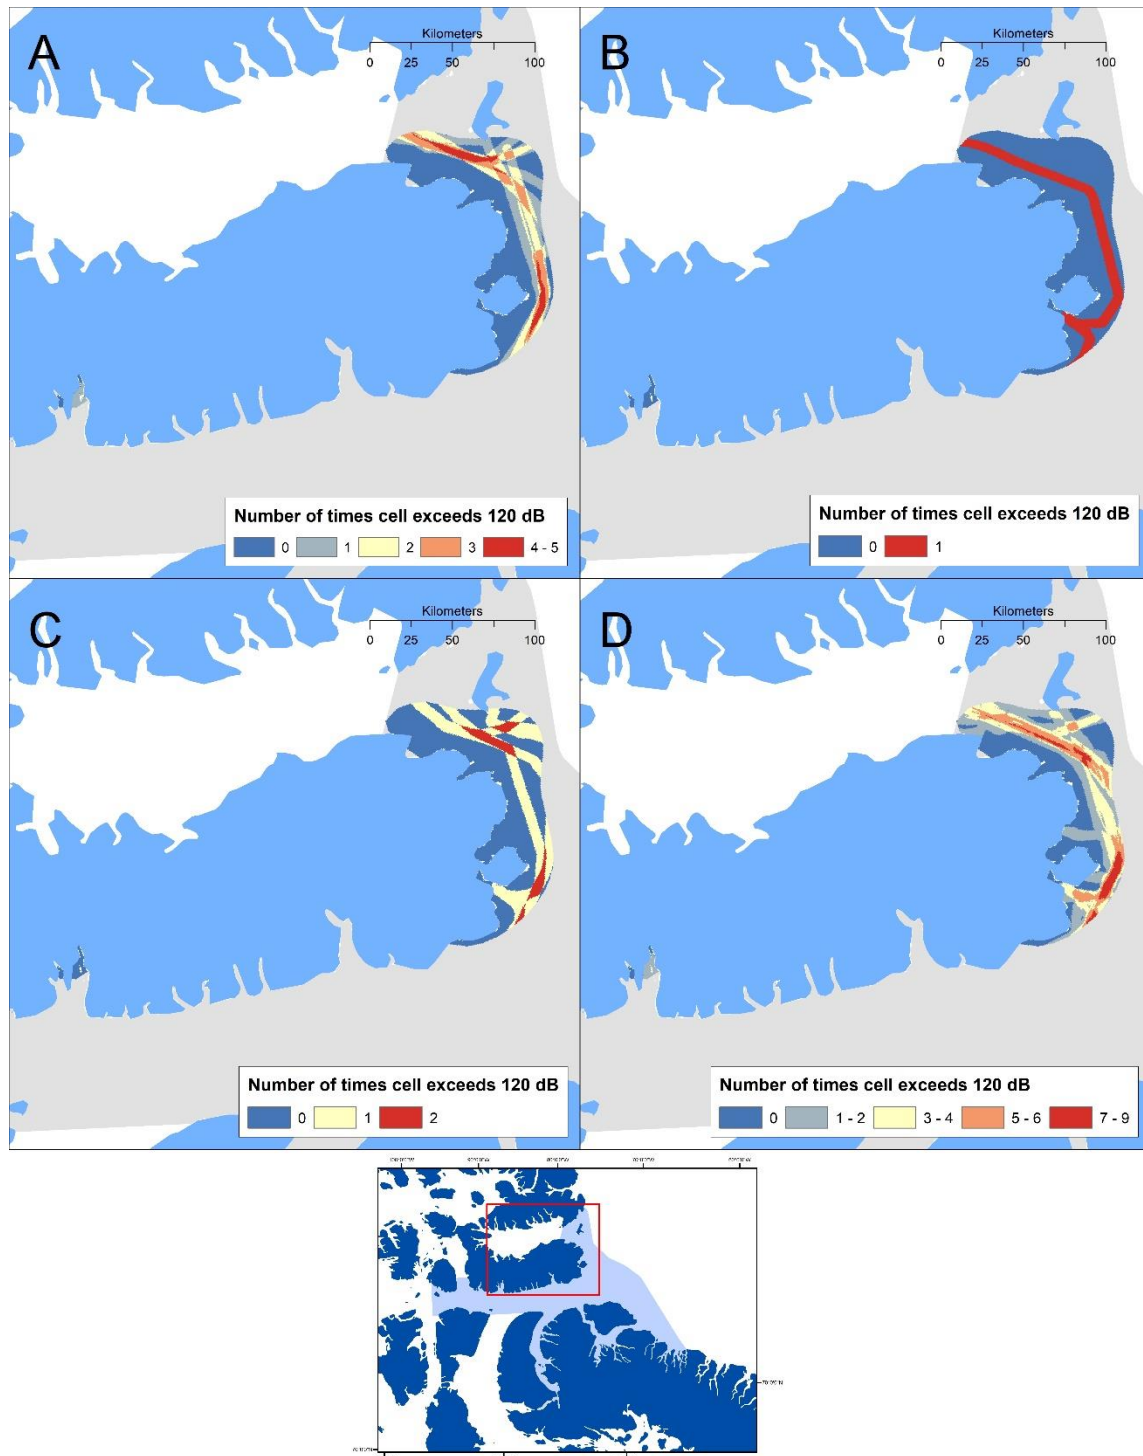 A
Kilometers
0 25 50 100
Number of times cell exceeds 120 dB
0 1 2 3 4 - 5
B
Kilometers
0 25 50 100
Number of times cell exceeds 120 dB
0 1
C
Kilometers
0 25 50 100
Number of times cell exceeds 120 dB
0 1 2
D
Kilometers
0 25 50 100
Number of times cell exceeds 120 dB
0 1 - 2 3 - 4 5 - 6 7 - 9